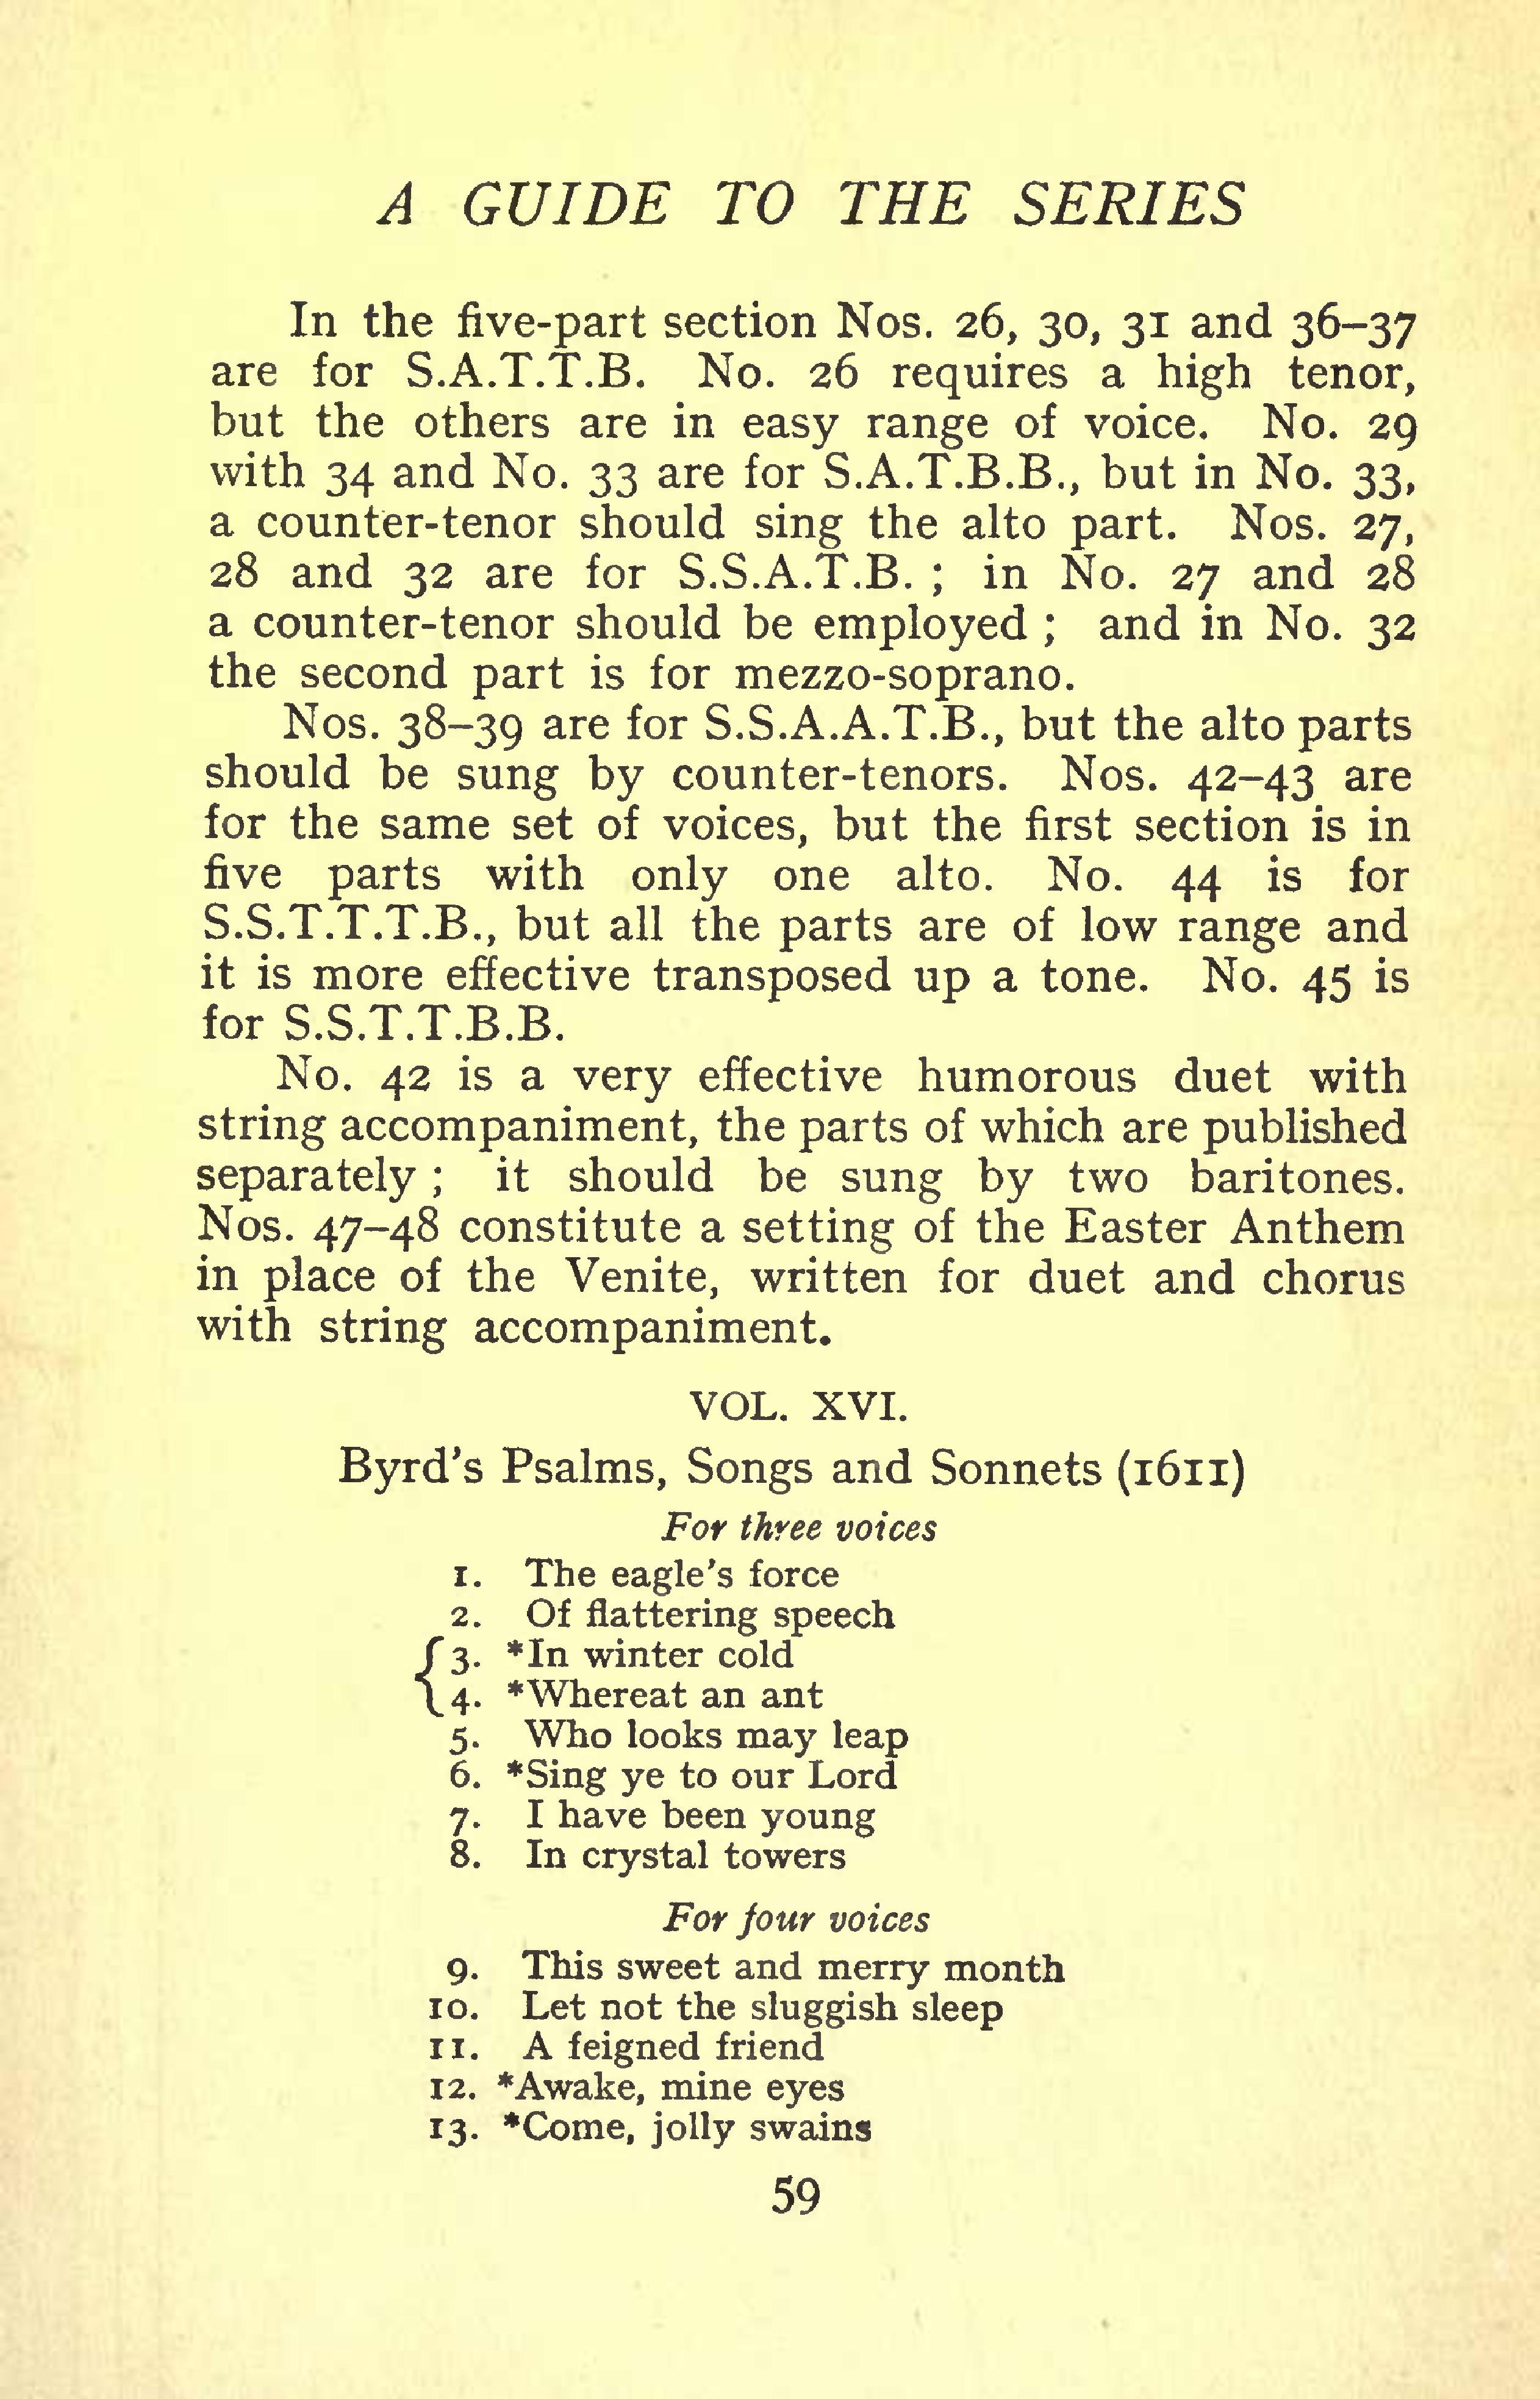 A GUIDE TO THE SERIES
In the five-part section Nos. 26, 30, 31 and 36–37
are for S.A.T.T.B. No. 26 requires a high tenor,
but the others are in easy range of voice. No. 29
with 34 and No. 33 are for S.A.T.B.B., but in No. 33,
a counter-tenor should sing the alto part. Nos. 27,
28 and 32 are for S.S.A.T.B. ; in No. 27 and 28
a counter-tenor should be employed ; and in No. 32
the second part is for mezzo-soprano.
Nos. 38–39 are for S.S.A.A.T.B., but the alto parts
should be sung by counter-tenors. Nos. 42–43 are
for the same set of voices, but the first section is in
five parts with only one alto. No. 44 is for
S.S.T.T.T.B., but all the parts are of low range and
it is more effective transposed up a tone. No. 45 is
for S.S.T.T.B.B.
No. 42 is a very effective humorous duet with
string accompaniment, the parts of which are published
separately ; it should be sung by two baritones.
Nos. 47–48 constitute a setting of the Easter Anthem
in place of the Venite, written for duet and chorus
with string accompaniment.
VOL. XVI.
Byrd's Psalms, Songs and Sonnets (1611)
For three voices
1. The eagle's force
2. Of flattering speech
{ 3. *In winter cold
4. *Whereat an ant
5. Who looks may leap
6. *Sing ye to our Lord
7. I have been young
8. In crystal towers
For four voices
9. This sweet and merry month
10. Let not the sluggish sleep
11. A feigned friend
12. *Awake, mine eyes
13. *Come, jolly swains
59